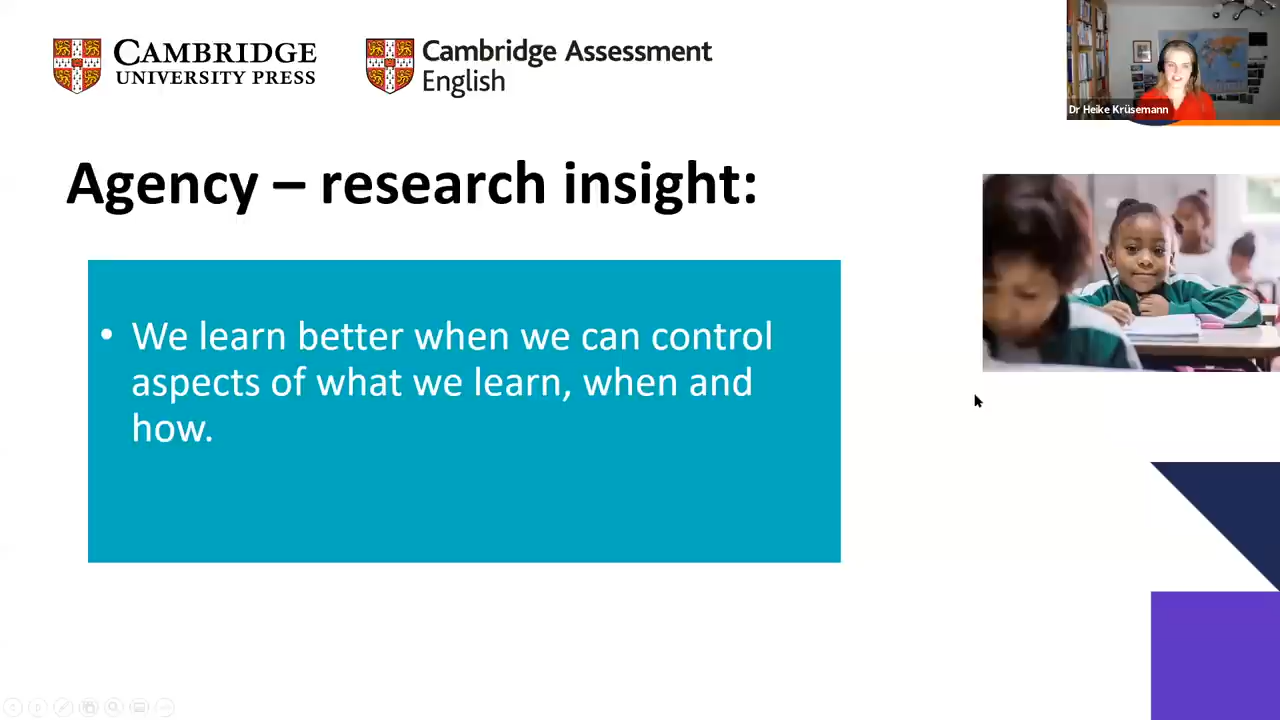 CAMBRIDGE
UNIVERSITY PRESS
Cambridge Assessment
English
Dr Heike Krüsemann
Agency – research insight:
• We learn better when we can control
aspects of what we learn, when and
how.